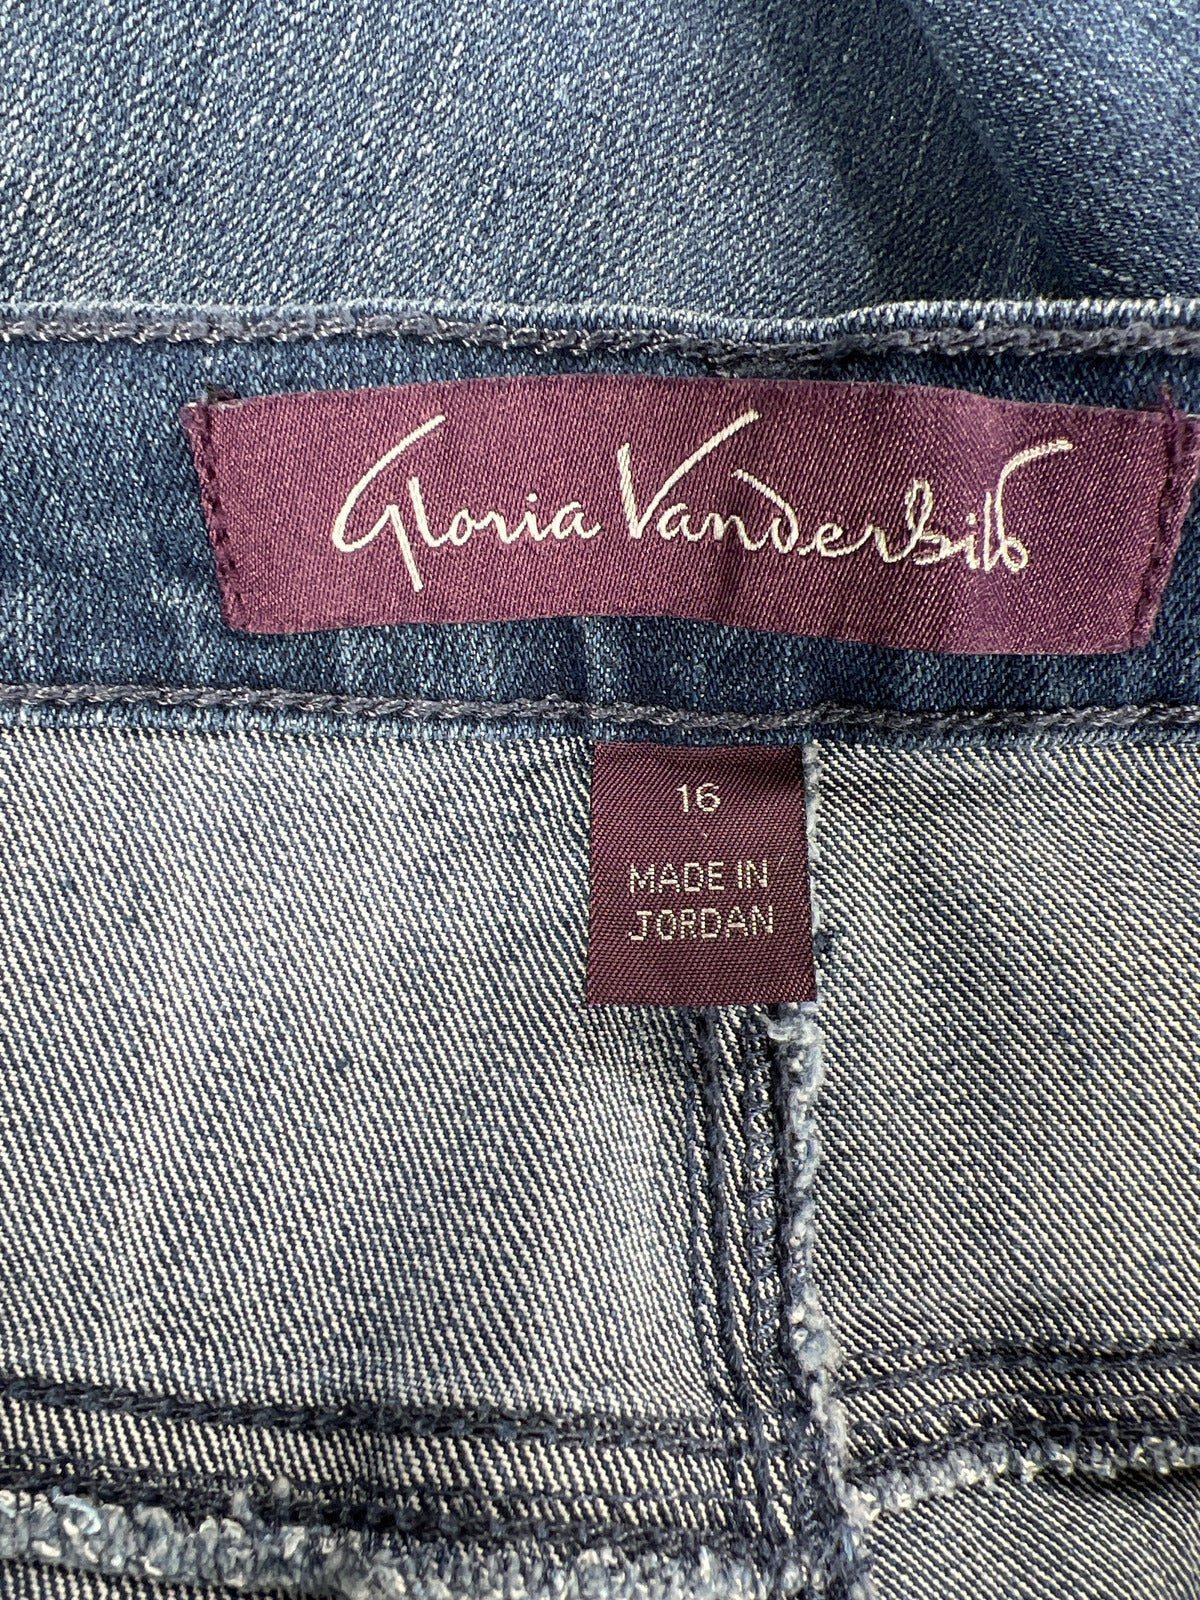 Gloria Vanderbilt
16
MADE IN
JORDAN